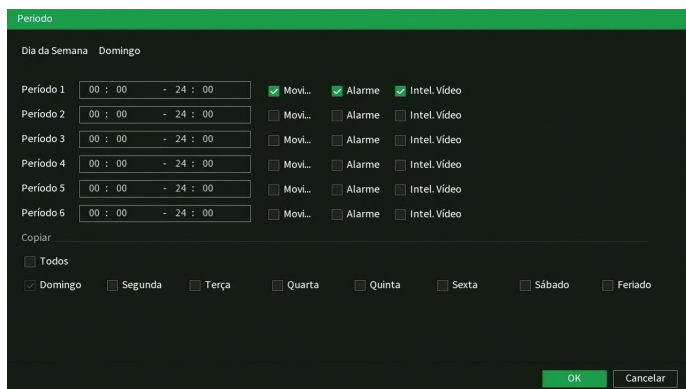 Periodo
Dia da Semana Domingo
Período 1 00 : 00 - 24 : 00 Movi... Alarme Intel. Vídeo
Período 2 00 : 00 - 24 : 00 Movi... Alarme Intel. Vídeo
Período 3 00 : 00 - 24 : 00 Movi... Alarme Intel. Vídeo
Período 4 00 : 00 - 24 : 00 Movi... Alarme Intel. Vídeo
Período 5 00 : 00 - 24 : 00 Movi... Alarme Intel. Vídeo
Período 6 00 : 00 - 24 : 00 Movi... Alarme Intel. Vídeo
Copiar
Todos
Domingo Segunda Terça Quarta Quinta Sexta Sábado Feriado
OK Cancelar